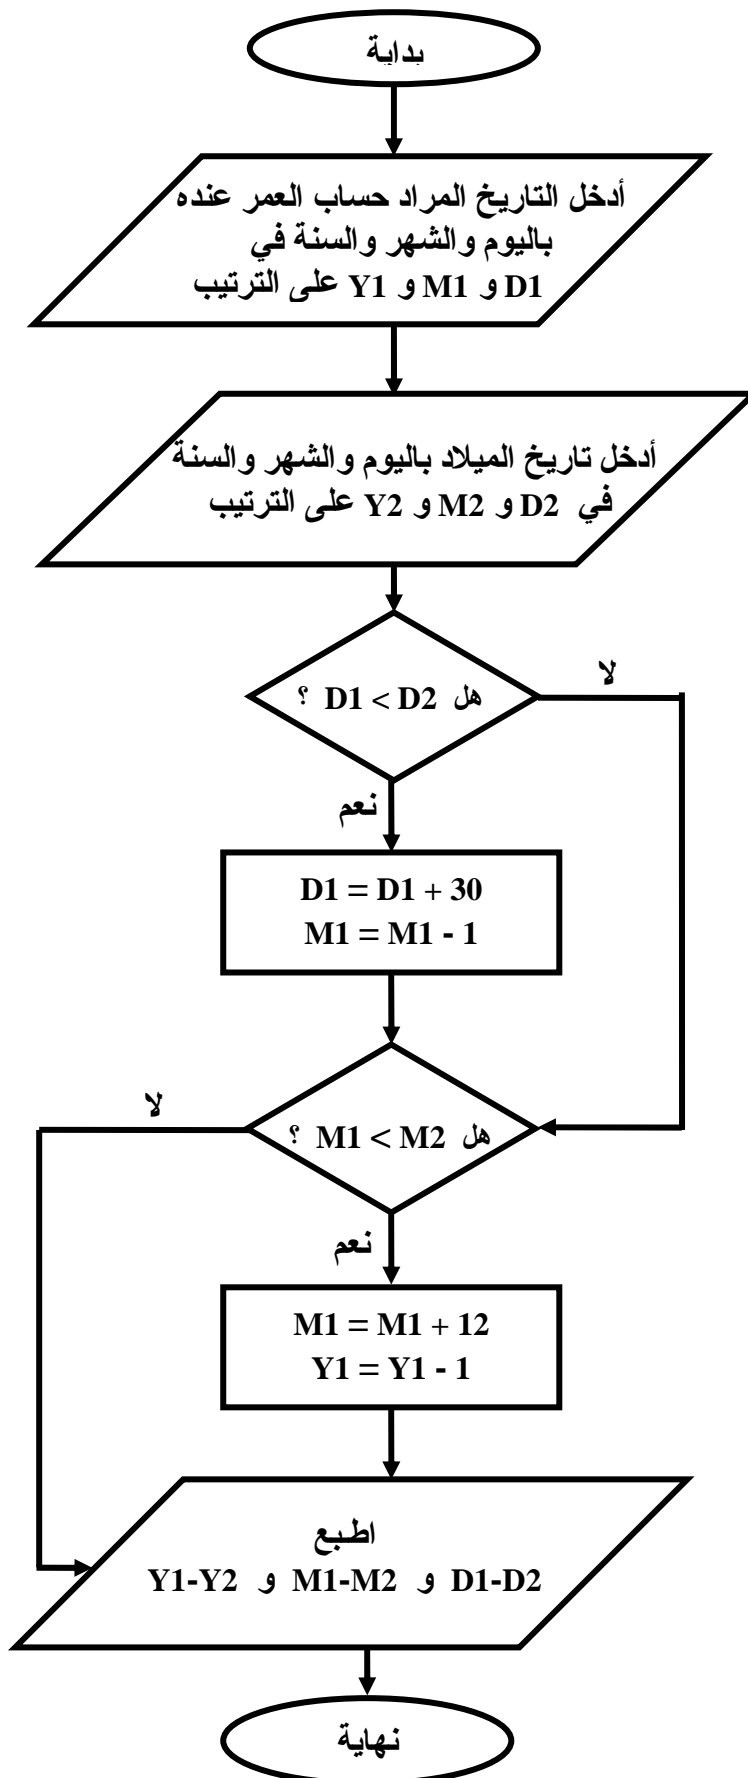 بداية
أدخل التاريخ المراد حساب العمر عنده
باليوم والشهر والسنة في
D1 و M1 و Y1 على الترتيب
أدخل تاريخ الميلاد باليوم والشهر والسنة
في D2 و M2 و Y2 على الترتيب
هل D1 < D2 ؟
لا
نعم
D1 = D1 + 30
M1 = M1 - 1
هل M1 < M2 ؟
لا
نعم
M1 = M1 + 12
Y1 = Y1 - 1
اطبع
D1-D2 و M1-M2 و Y1-Y2
نهاية